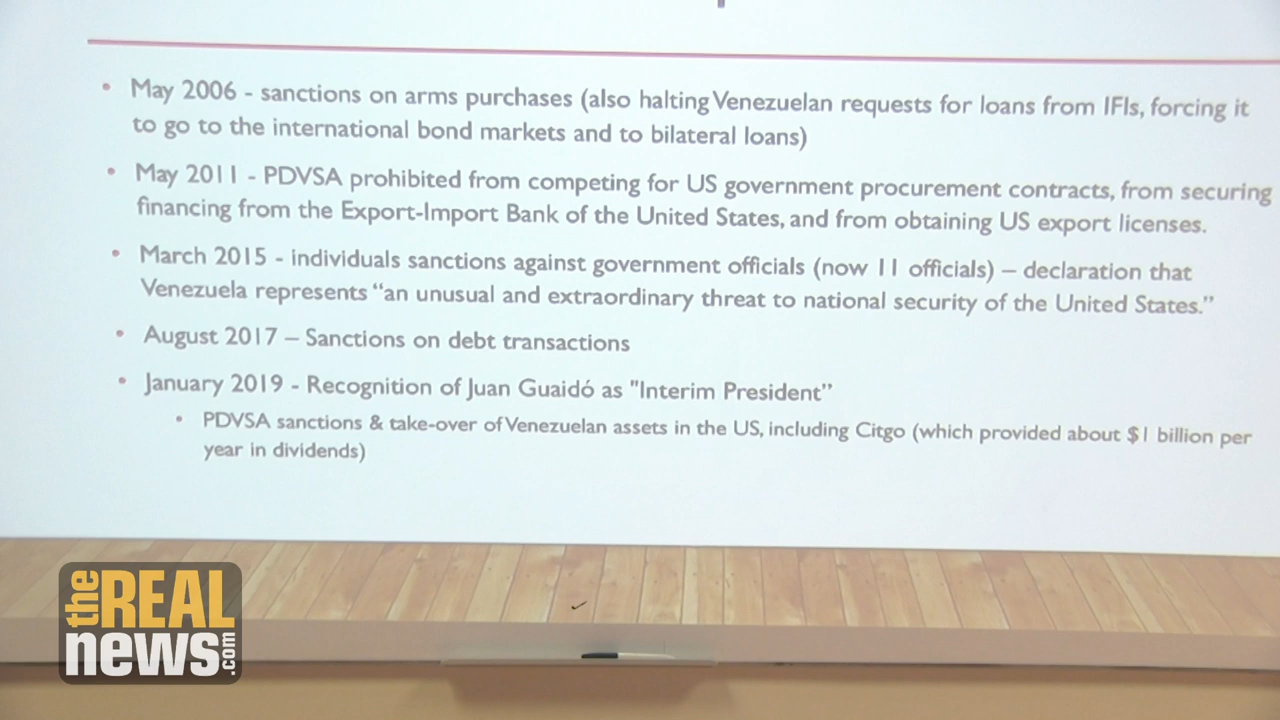 • May 2006 - sanctions on arms purchases (also halting Venezuelan requests for loans from IFIs, forcing it
to go to the international bond markets and to bilateral loans)
• May 2011 - PDVSA prohibited from competing for US government procurement contracts, from securing
financing from the Export-Import Bank of the United States, and from obtaining US export licenses.
• March 2015 - individuals sanctions against government officials (now 11 officials) – declaration that
Venezuela represents “an unusual and extraordinary threat to national security of the United States.”
• August 2017 – Sanctions on debt transactions
• January 2019 - Recognition of Juan Guaidó as "Interim President”
• PDVSA sanctions & take-over of Venezuelan assets in the US, including Citgo (which provided about $1 billion per
year in dividends)
the REAL
news.com